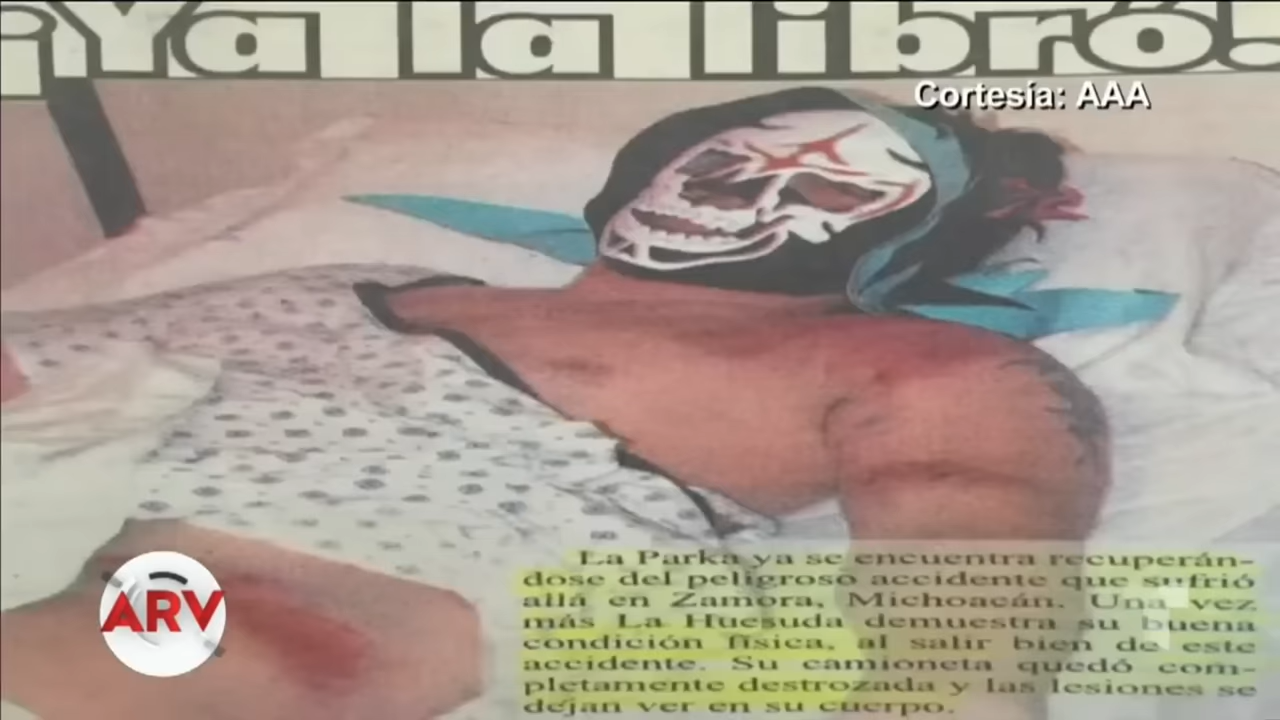 ¡Ya la libró!
Cortesía: AAA
La Parka ya se encuentra recuperán-
dose del peligroso accidente que sufrió
allá en Zamora, Michoacán. Una vez
más La Huesuda demuestra su buena
condición física, al salir bien de este
accidente. Su camioneta quedó com-
pletamente destrozada y las lesiones se
dejan ver en su cuerpo.
ARV